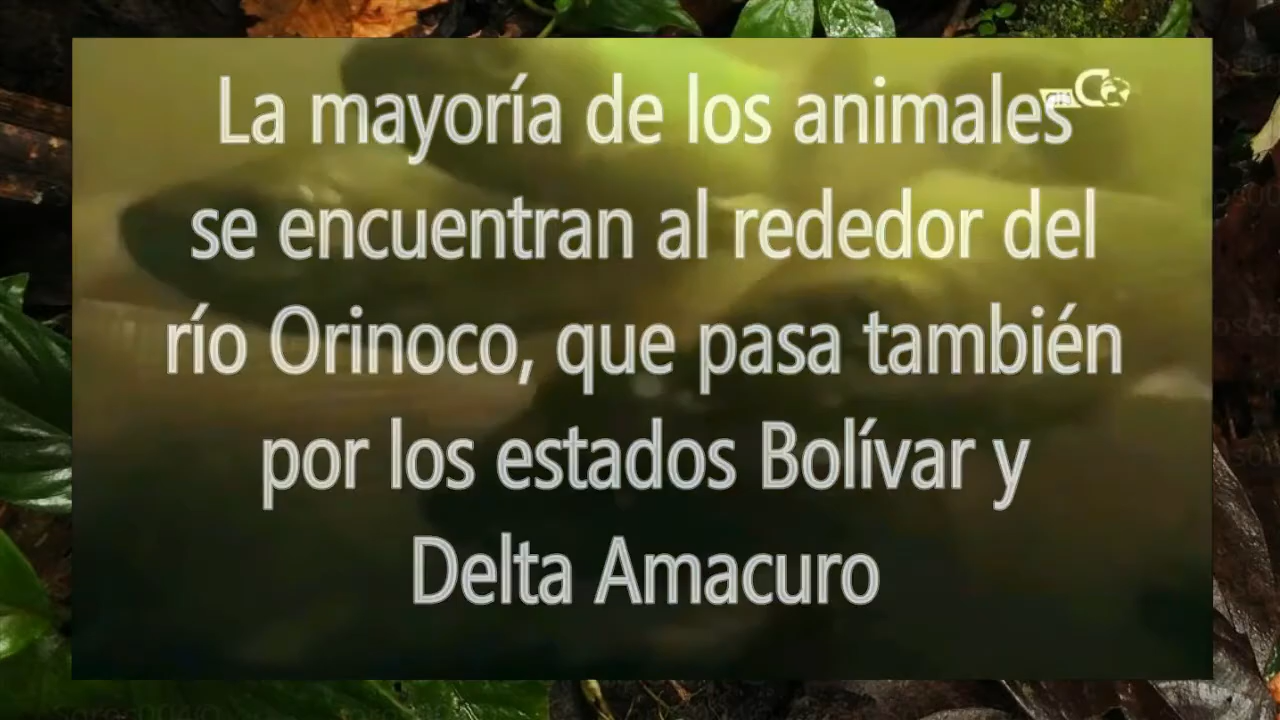 La mayoría de los animales
se encuentran al rededor del
río Orinoco, que pasa también
por los estados Bolívar y
Delta Amacuro